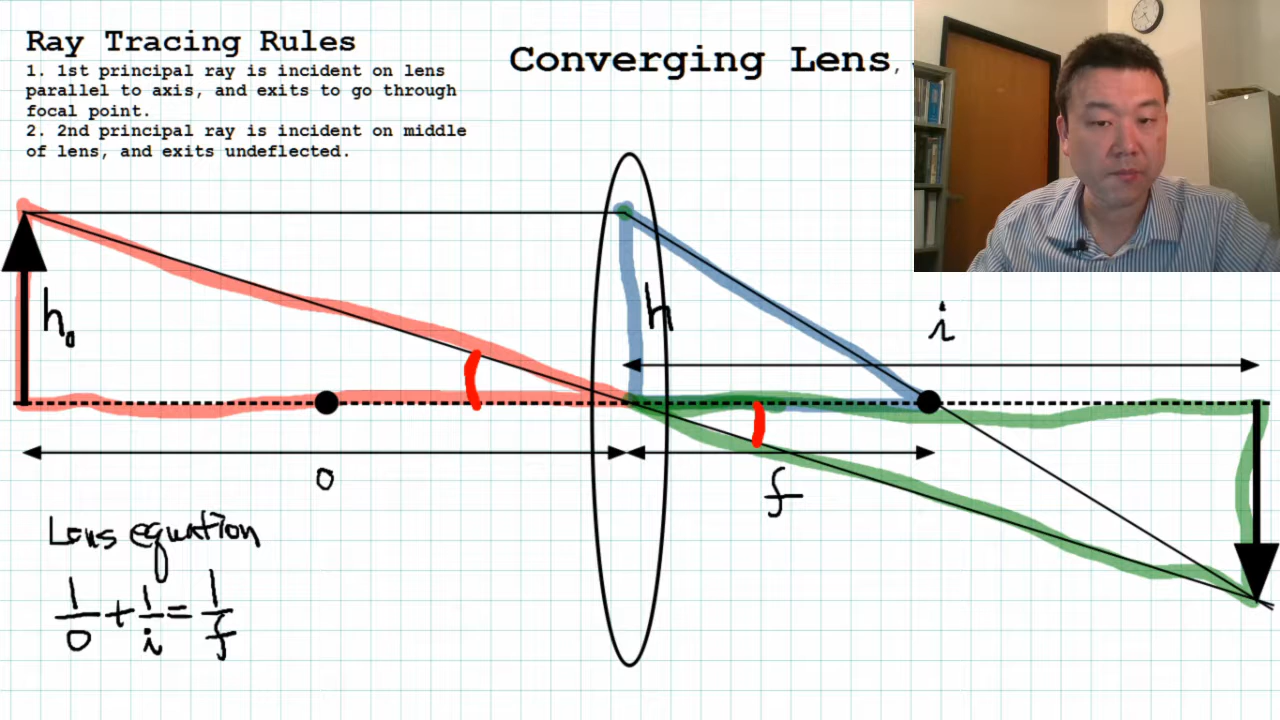 Ray Tracing Rules
1. 1st principal ray is incident on lens
parallel to axis, and exits to go through
focal point.
2. 2nd principal ray is incident on middle
of lens, and exits undeflected.
Converging Lens,
h₀
h
i
o
f
Lens equation
1/o + 1/i = 1/f